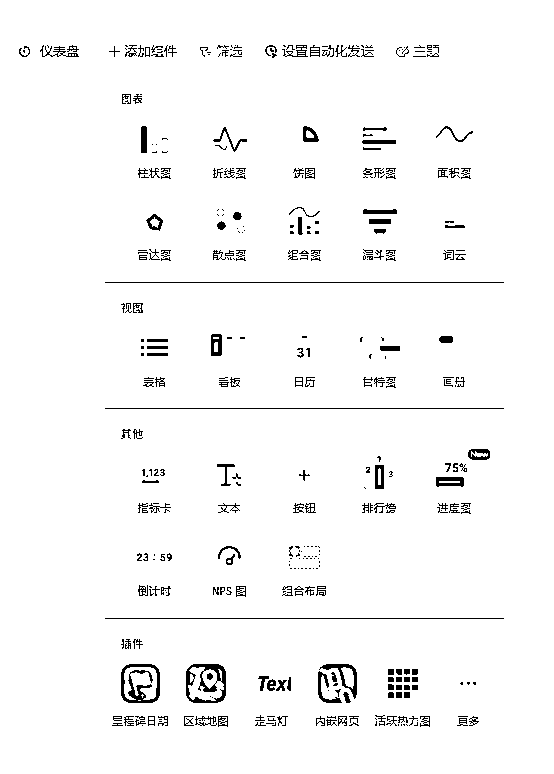 仪表盘 添加组件 筛选 设置自动化发送 主题
图表
柱状图 折线图 饼图 条形图 面积图
雷达图 散点图 组合图 漏斗图 词云
视图
31
表格 看板 日历 甘特图 画册
其他
New
1,123 2 1 3 75%
指标卡 文本 按钮 排行榜 进度图
23 : 59
倒计时 NPS 图 组合布局
插件
Text
里程碑日期 区域地图 走马灯 内嵌网页 活跃热力图 更多